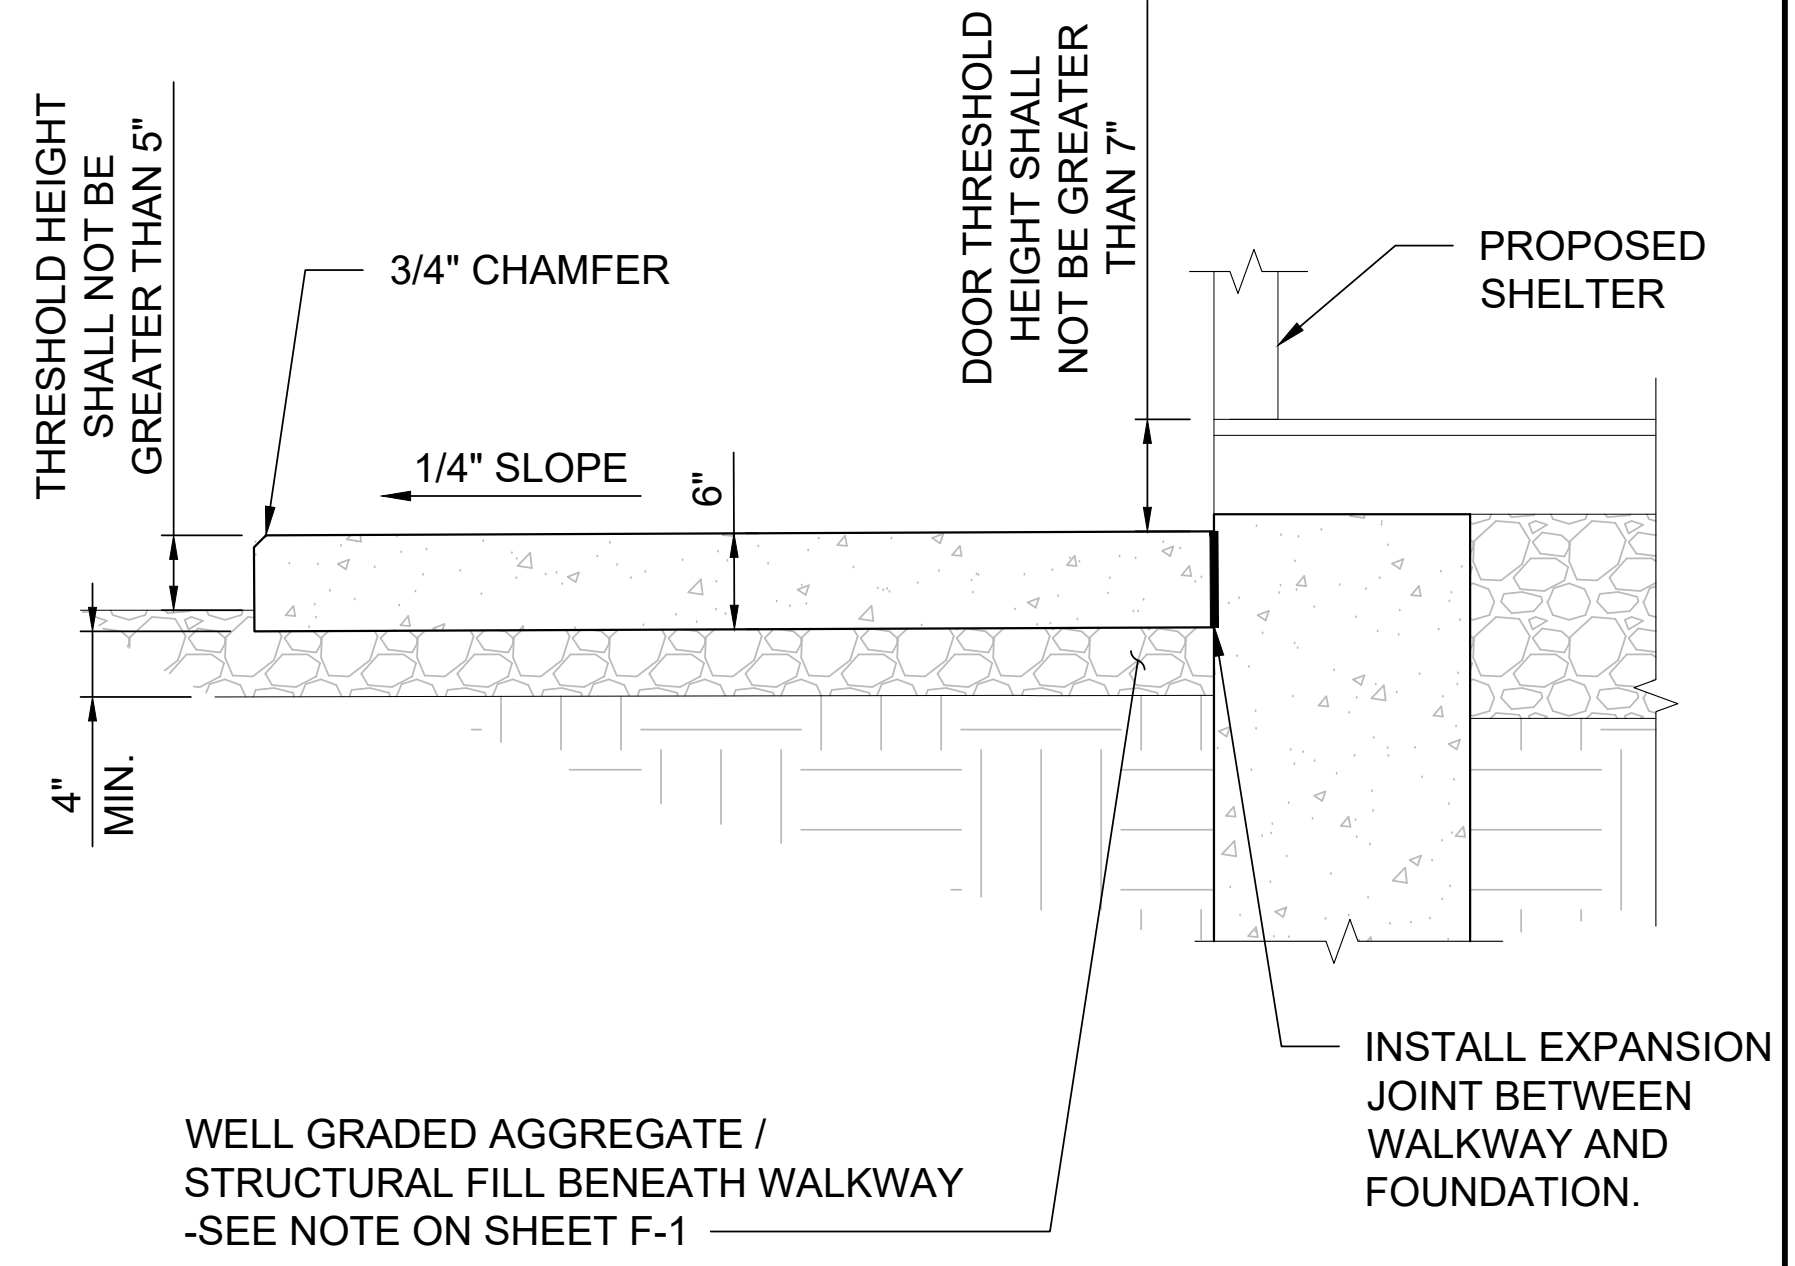 THRESHOLD HEIGHT
SHALL NOT BE
GREATER THAN 5"
3/4" CHAMFER
1/4" SLOPE
6"
DOOR THRESHOLD
HEIGHT SHALL
NOT BE GREATER
THAN 7"
PROPOSED
SHELTER
4"
MIN.
WELL GRADED AGGREGATE /
STRUCTURAL FILL BENEATH WALKWAY
-SEE NOTE ON SHEET F-1
INSTALL EXPANSION
JOINT BETWEEN
WALKWAY AND
FOUNDATION.